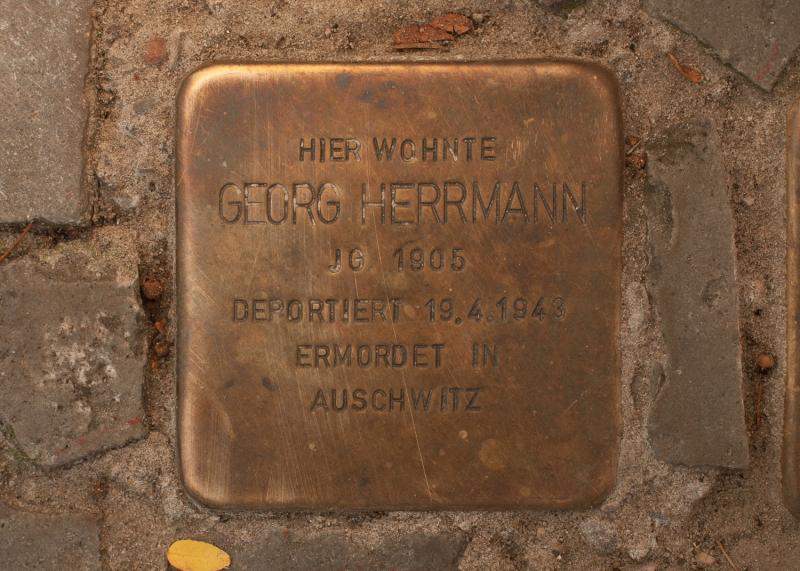 HIER WOHNTE
GEORG HERRMANN
JG. 1905
DEPORTIERT 19.4.1943
ERMORDET IN
AUSCHWITZ